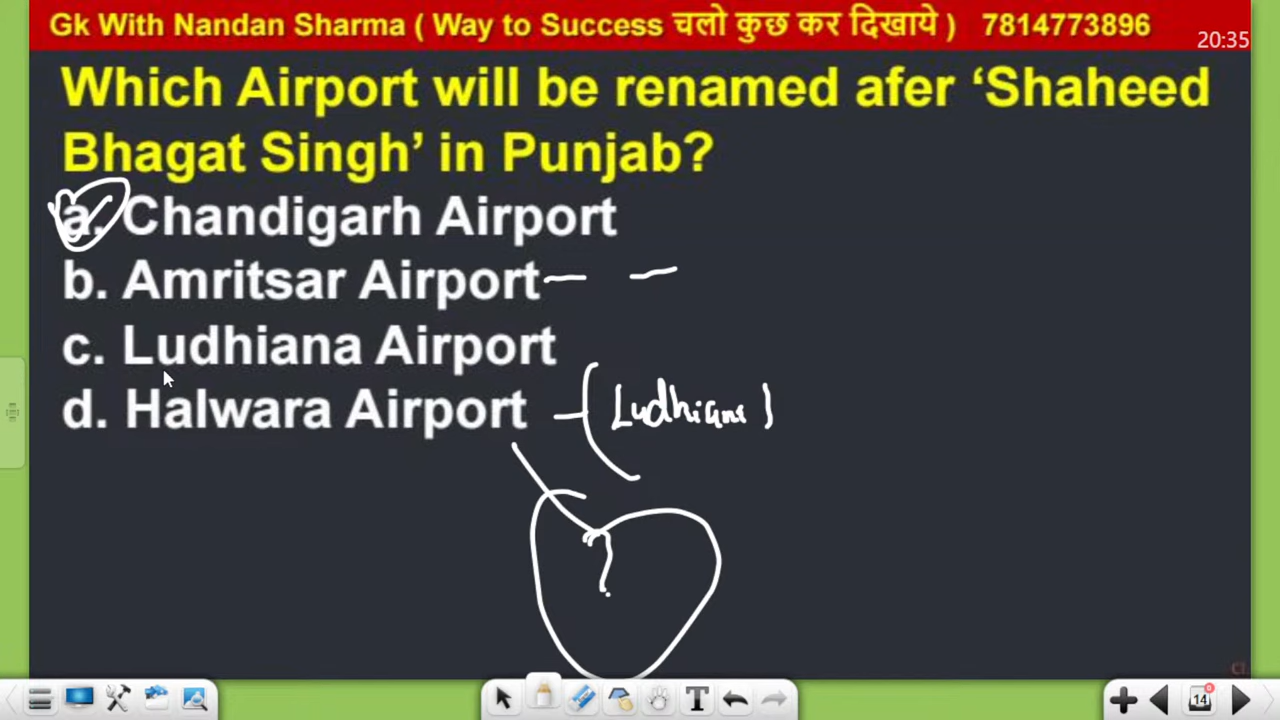 Gk With Nandan Sharma ( Way to Success चलो कुछ कर दिखाये ) 7814773896
20:35
Which Airport will be renamed afer ‘Shaheed
Bhagat Singh’ in Punjab?
a. Chandigarh Airport
b. Amritsar Airport
c. Ludhiana Airport
d. Halwara Airport (Ludhiana)
?
T
14